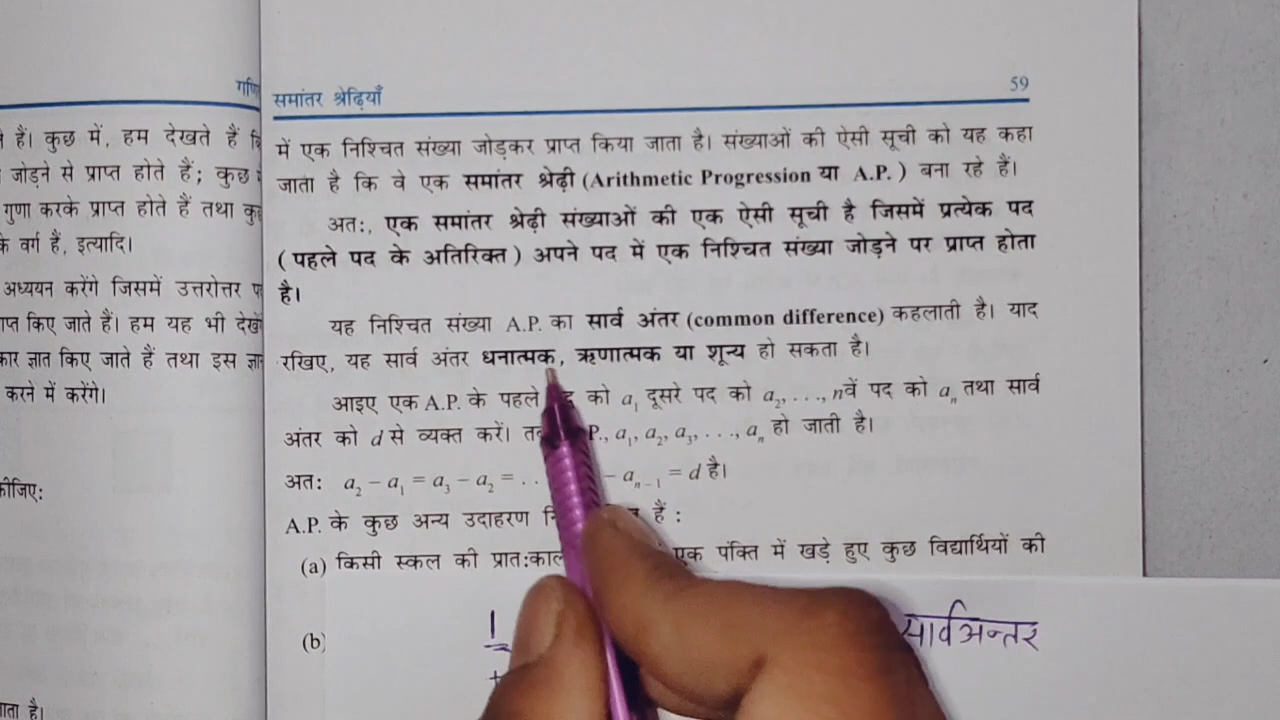 गणि
हैं। कुछ में, हम देखते हैं
जोड़ने से प्राप्त होते हैं; कुछ
गुणा करके प्राप्त होते हैं तथा
के वर्ग हैं, इत्यादि।
अध्ययन करेंगे जिसमें उत्तरोत्तर
प्त किए जाते हैं। हम यह भी
कार ज्ञात किए जाते हैं तथा इस
करने में करेंगे।
कीजिए:
जाता है।
समांतर श्रेढ़ियाँ 59
में एक निश्चित संख्या जोड़कर प्राप्त किया जाता है। संख्याओं की ऐसी सूची को यह कहा
जाता है कि वे एक समांतर श्रेढ़ी (Arithmetic Progression या A.P. ) बना रहे हैं।
अतः, एक समांतर श्रेढ़ी संख्याओं की एक ऐसी सूची है जिसमें प्रत्येक पद
( पहले पद के अतिरिक्त ) अपने पद में एक निश्चित संख्या जोड़ने पर प्राप्त होता
है।
यह निश्चित संख्या A.P. का सार्व अंतर (common difference) कहलाती है। याद
रखिए, यह सार्व अंतर धनात्मक, ऋणात्मक या शून्य हो सकता है।
आइए एक A.P. के पहले को a₁ दूसरे पद को a₂, . . ., nवें पद को aₙ तथा सार्व
अंतर को d से व्यक्त करें। P., a₁, a₂, a₃, . . ., aₙ हो जाती है।
अतः a₂ – a₁ = a₃ – a₂ = . . – aₙ₋₁ = d है।
A.P. के कुछ अन्य उदाहरण हैं :
(a) किसी स्कूल की एक पंक्ति में खड़े हुए कुछ विद्यार्थियों की
(b)
1 सार्वअन्तर